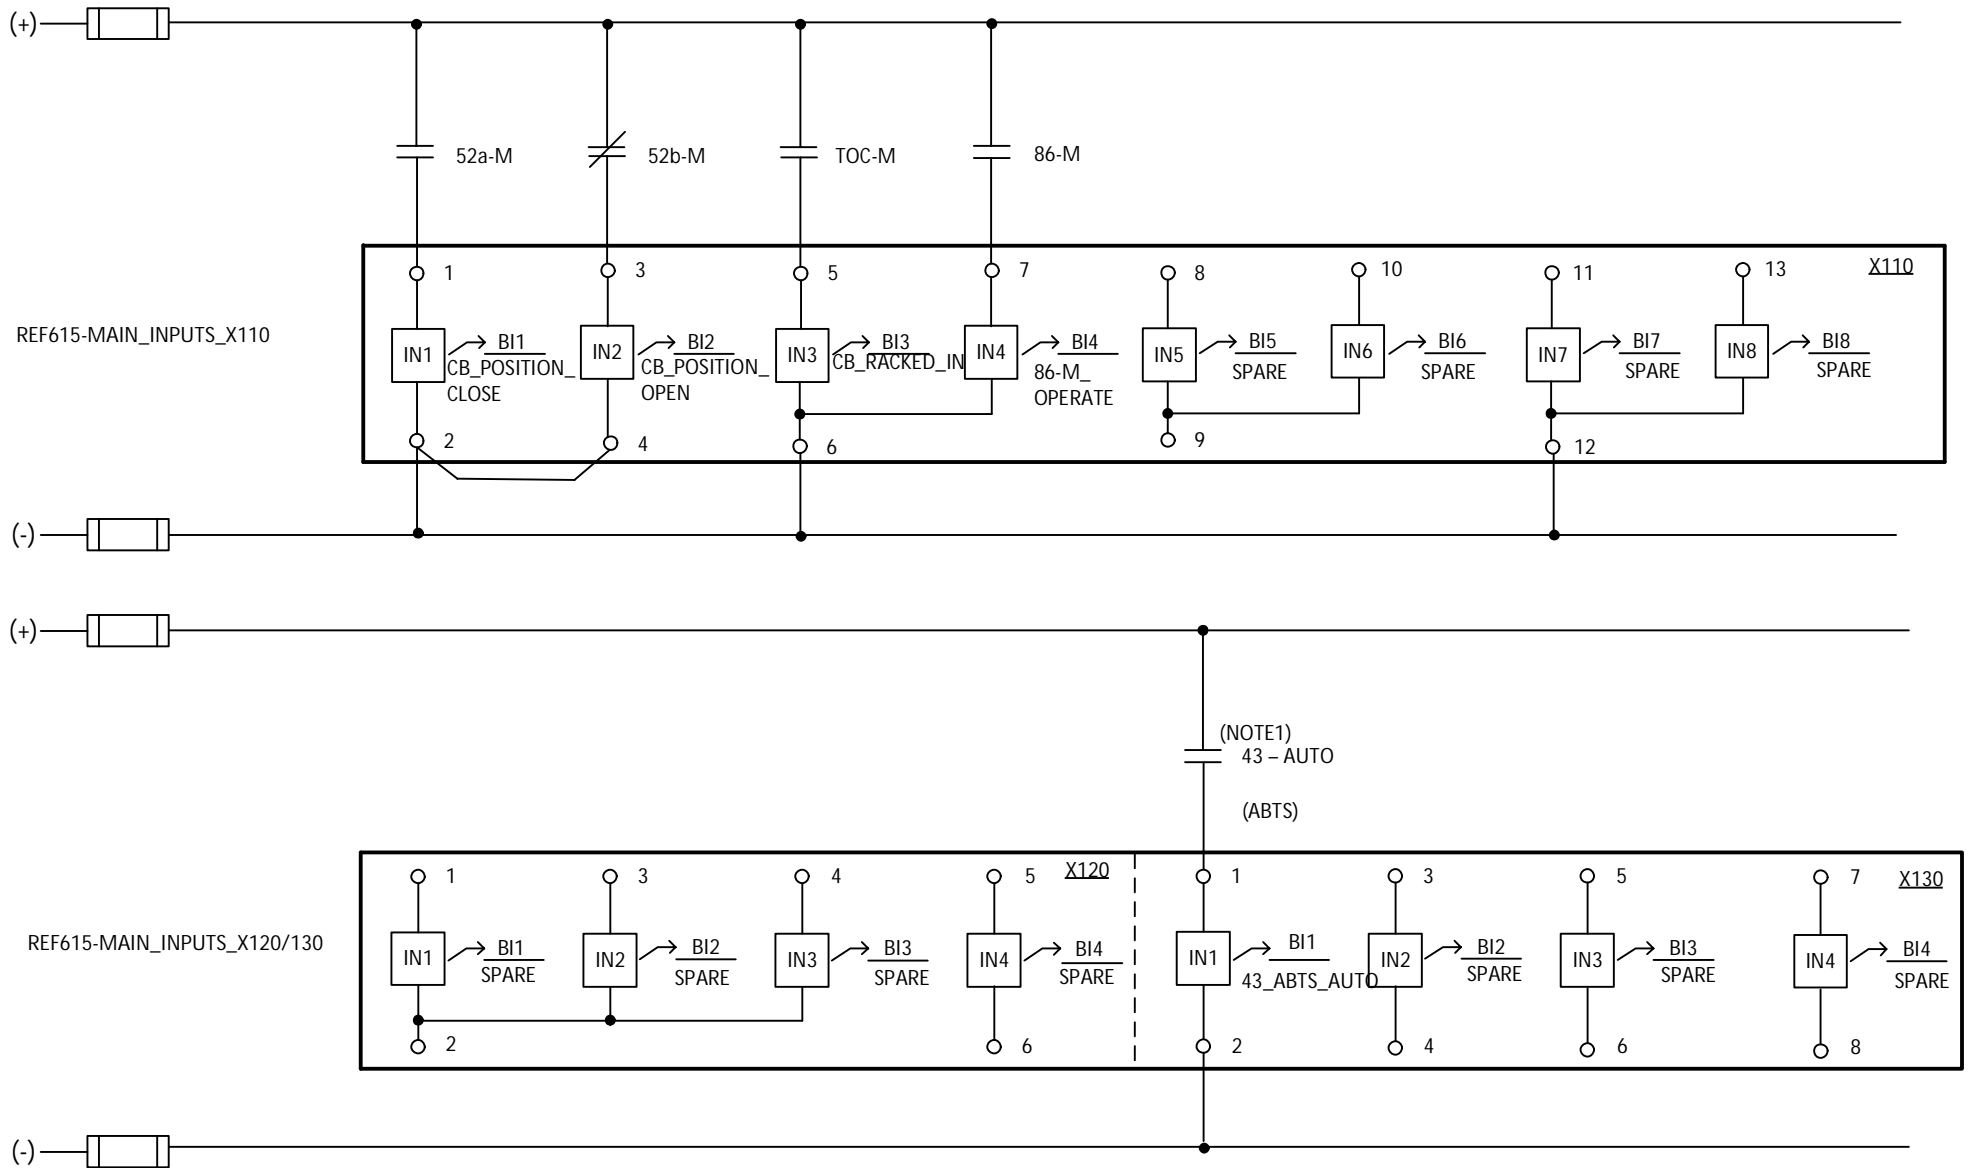 (+)
52a-M
52b-M
TOC-M
86-M
1
3
5
7
8
10
11
13
X110
REF615-MAIN_INPUTS_X110
IN1
BI1
CB_POSITION_
CLOSE
IN2
BI2
CB_POSITION_
OPEN
IN3
BI3
CB_RACKED_IN
IN4
BI4
86-M_
OPERATE
IN5
BI5
SPARE
IN6
BI6
SPARE
IN7
BI7
SPARE
IN8
BI8
SPARE
2
4
6
9
12
(-)
(+)
(NOTE1)
43 – AUTO
(ABTS)
1
3
4
5
X120
1
3
5
7
X130
REF615-MAIN_INPUTS_X120/130
IN1
BI1
SPARE
IN2
BI2
SPARE
IN3
BI3
SPARE
IN4
BI4
SPARE
IN1
BI1
43_ABTS_AUTO
IN2
BI2
SPARE
IN3
BI3
SPARE
IN4
BI4
SPARE
2
6
2
4
6
8
(-)